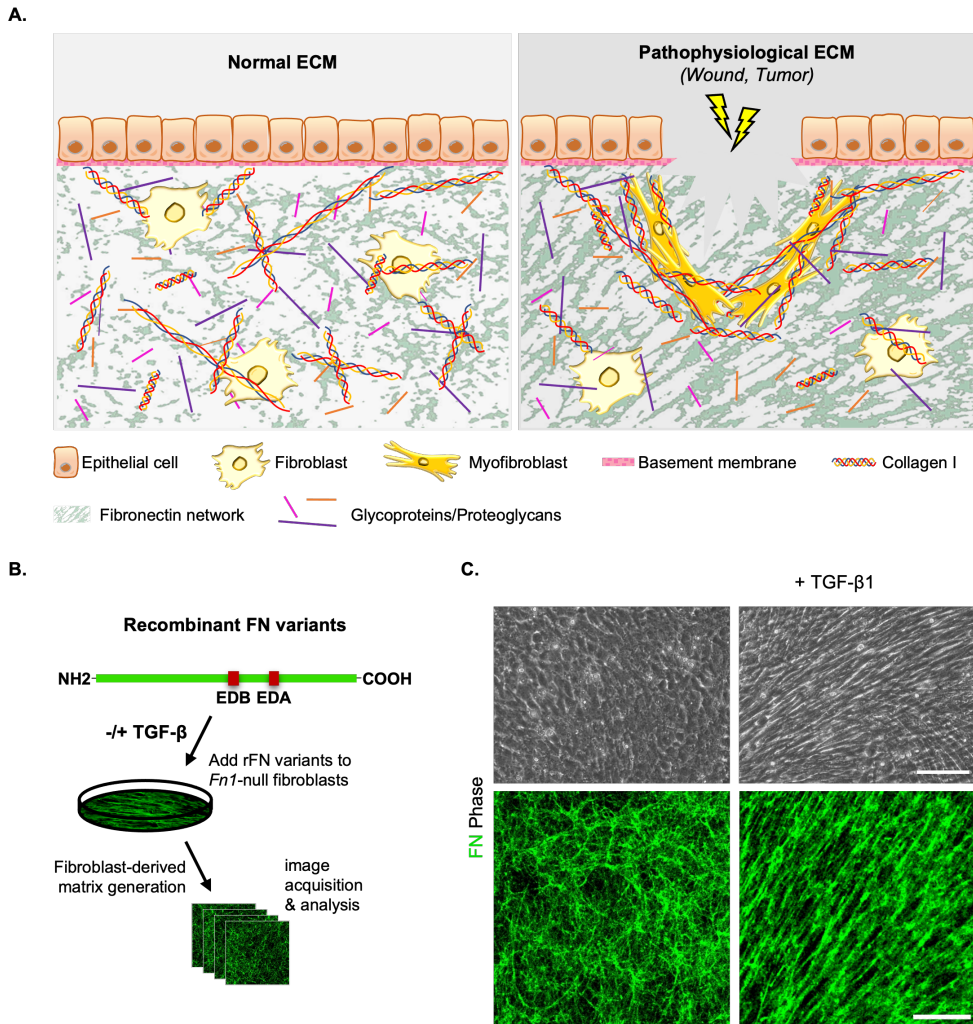 A.
Normal ECM
Pathophysiological ECM
(Wound, Tumor)
Epithelial cell
Fibroblast
Myofibroblast
Basement membrane
Collagen I
Fibronectin network
Glycoproteins/Proteoglycans
B.
Recombinant FN variants
NH2
COOH
EDB EDA
-/+ TGF-β
Add rFN variants to
Fn1-null fibroblasts
Fibroblast-derived
matrix generation
image
acquisition
& analysis
C.
+ TGF-β1
FN Phase